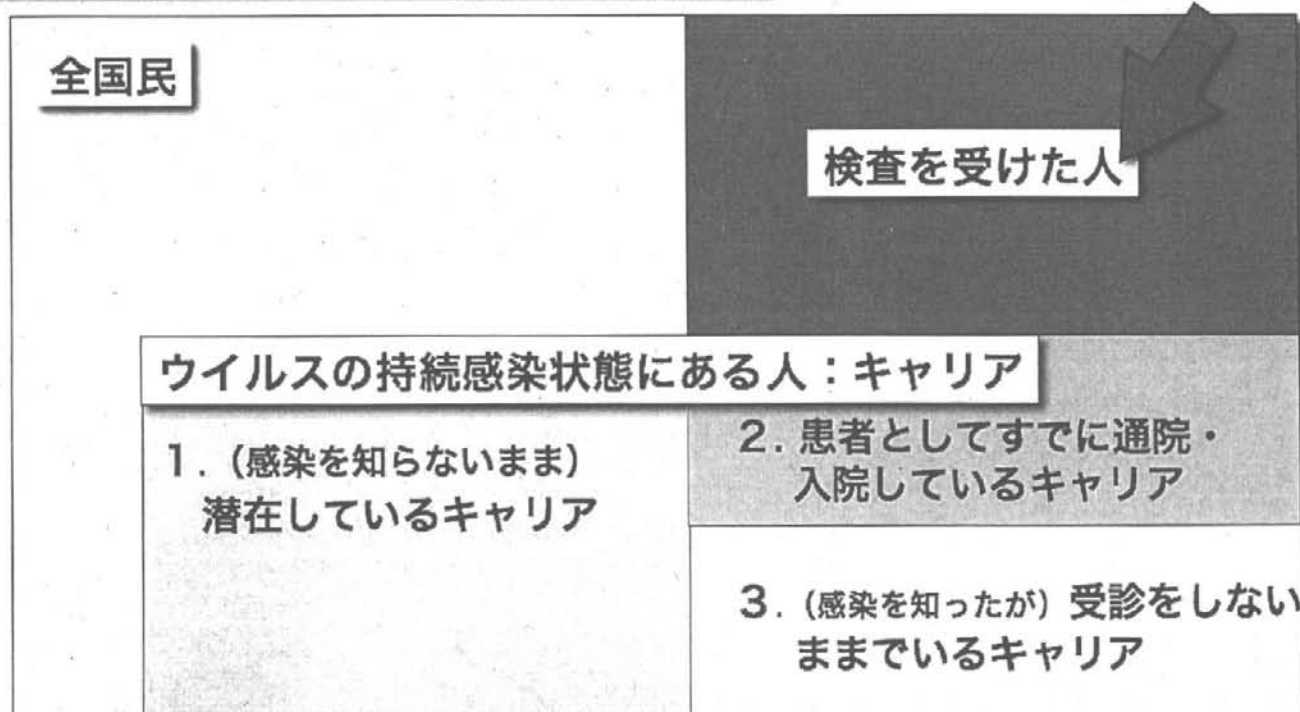 全国民
検査を受けた人
ウイルスの持続感染状態にある人：キャリア
1.（感染を知らないまま）
潜在しているキャリア
2. 患者としてすでに通院・
入院しているキャリア
3.（感染を知ったが）受診をしない
ままでいるキャリア